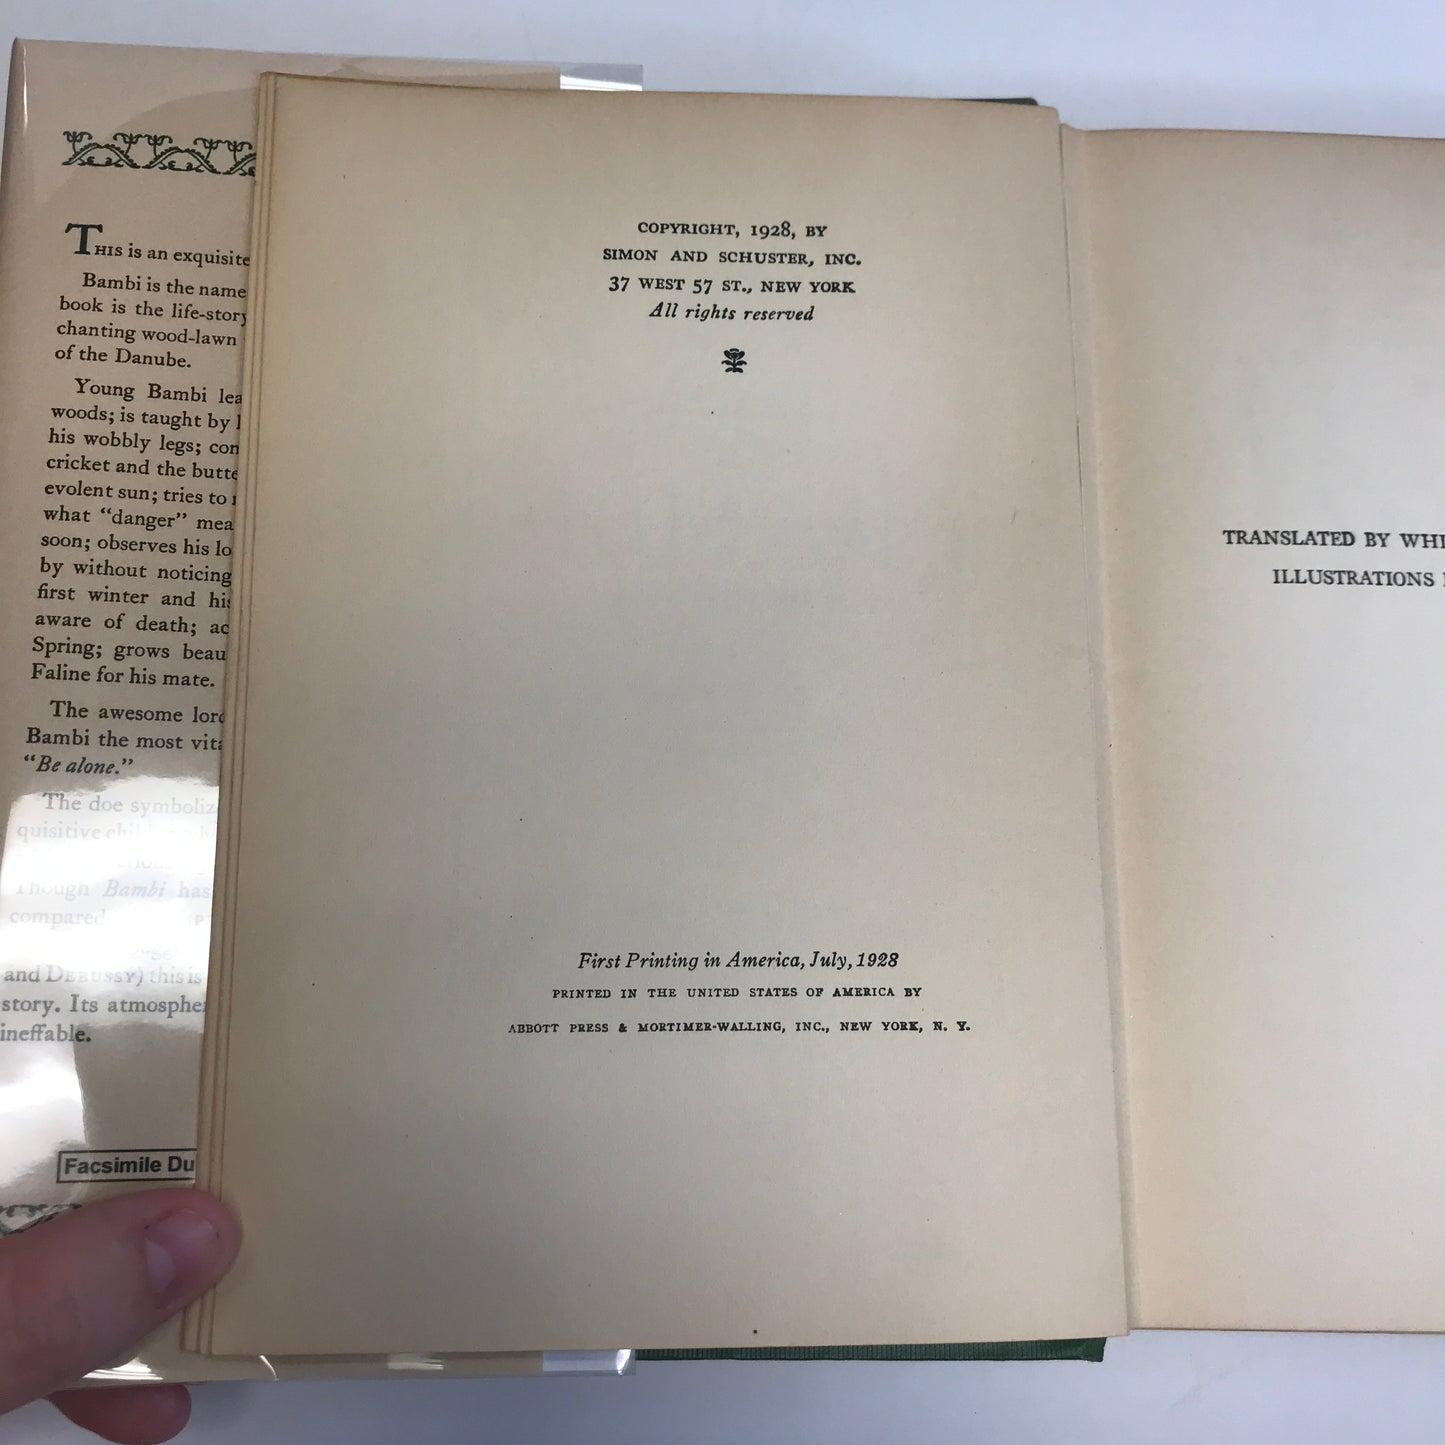 THIS is an exquisite
Bambi is the name
book is the life-story
chanting wood-lawn
of the Danube.
Young Bambi
woods; is taught by
his wobbly legs;
cricket and the
evolent sun; tries to
what "danger"
soon; observes his
by without noticing
first winter and his
aware of death;
Spring; grows
Faline for his mate.
The awesome
Bambi the most
"Be alone."
The doe
quisitive
Though Bambi has
compared
and DEBUSSY) this is
story. Its
ineffable.
Facsimile
COPYRIGHT, 1928, BY
SIMON AND SCHUSTER, INC.
37 WEST 57 ST., NEW YORK
All rights reserved
First Printing in America, July, 1928
PRINTED IN THE UNITED STATES OF AMERICA BY
ABBOTT PRESS & MORTIMER-WALLING, INC., NEW YORK, N. Y.
TRANSLATED BY
ILLUSTRATIONS